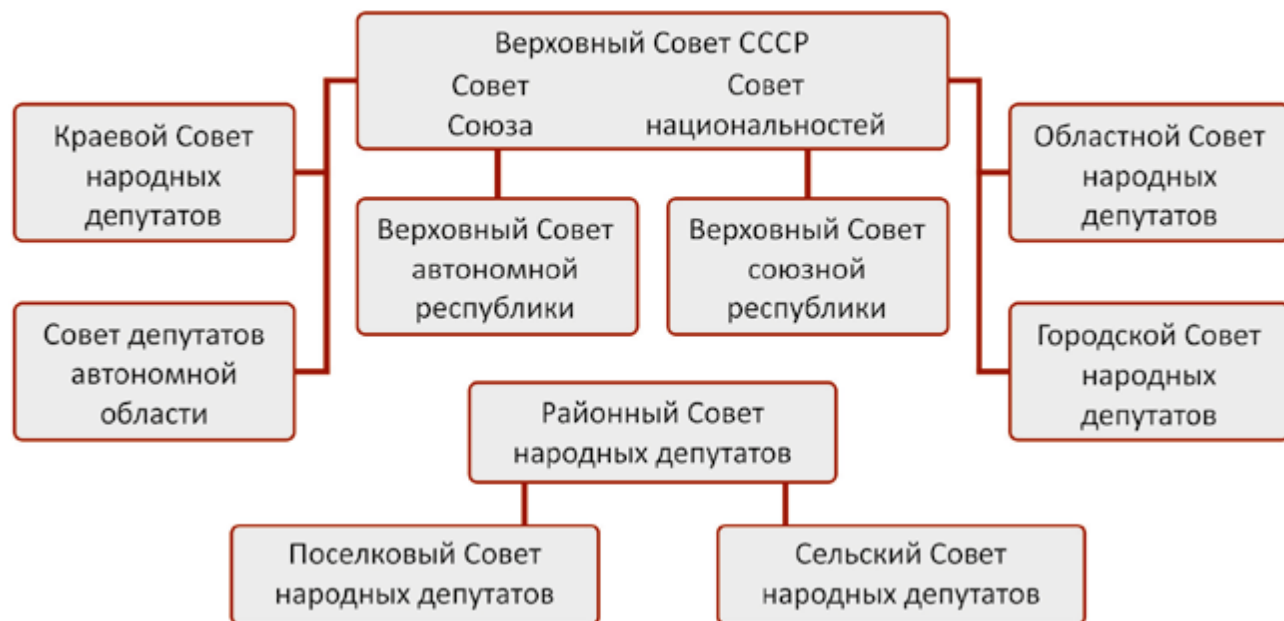 Верховный Совет СССР
Совет
Союза
Совет
национальностей
Краевой Совет
народных
депутатов
Областной Совет
народных
депутатов
Верховный Совет
автономной
республики
Верховный Совет
союзной
республики
Совет депутатов
автономной
области
Городской Совет
народных
депутатов
Районный Совет
народных депутатов
Поселковый Совет
народных депутатов
Сельский Совет
народных депутатов